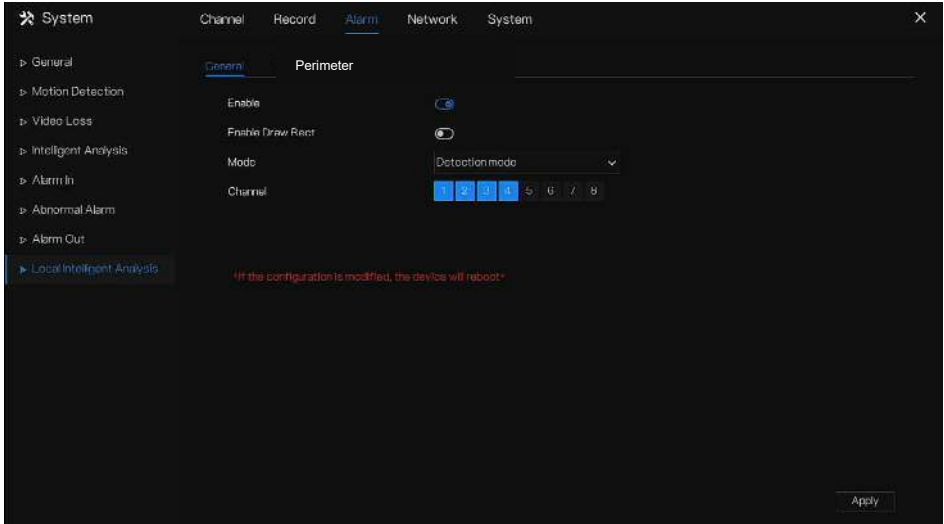 System
Channel Record Alarm Network System
General
Motion Detection
Video Loss
Intelligent Analysis
Alarm In
Abnormal Alarm
Alarm Out
Local Intelligent Analysis
General Perimeter
Enable
Enable Draw Rect
Mode Detection mode
Channel 1 2 3 4 5 6 7 8
*If the configuration is modified, the device will reboot*
Apply